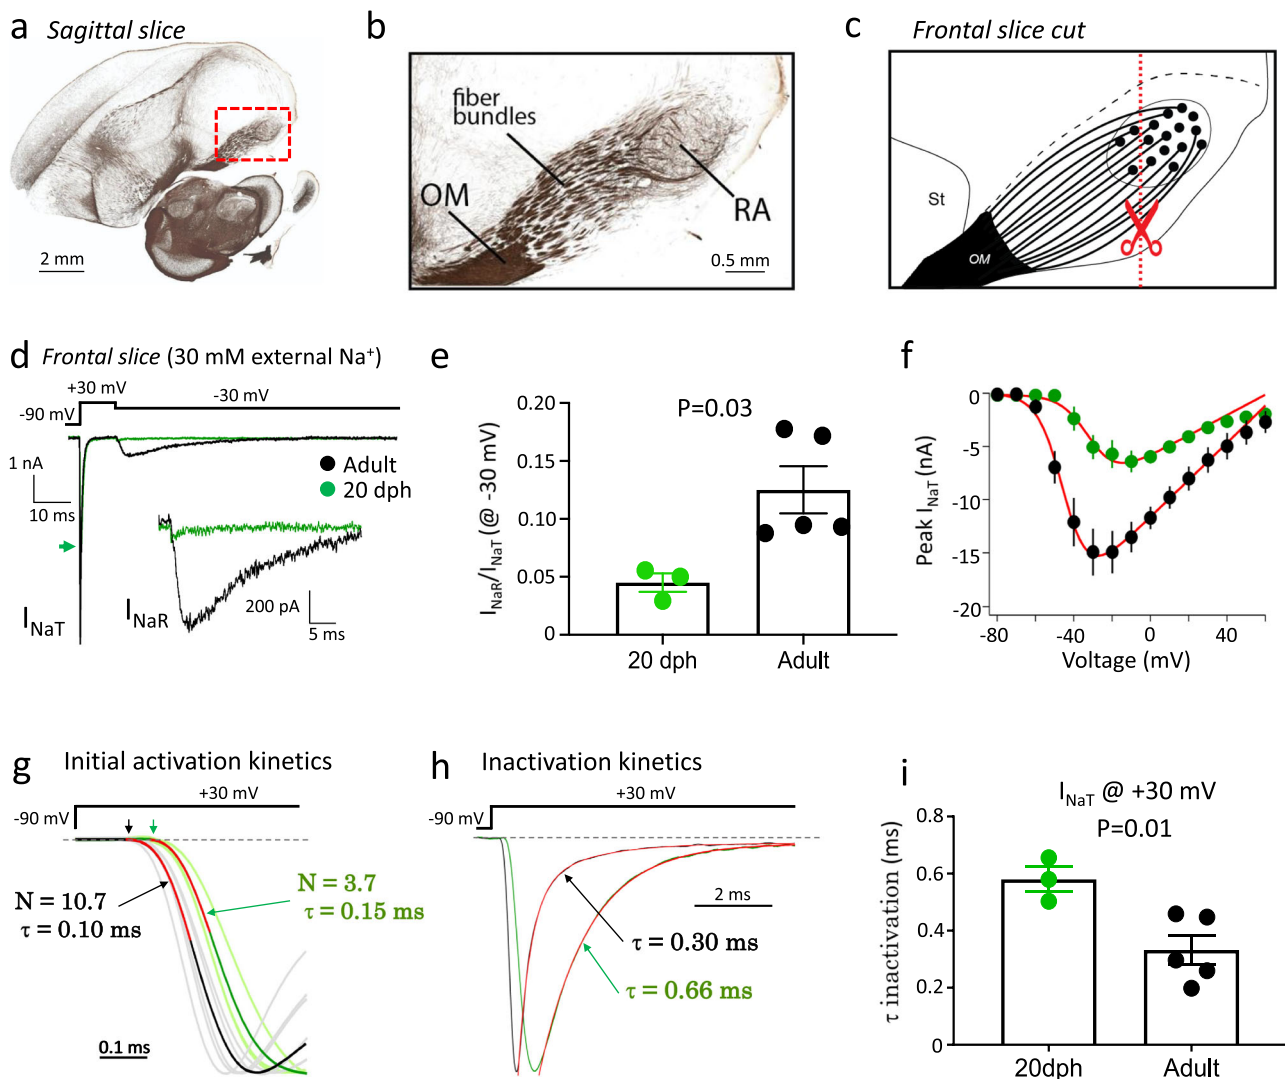 a Sagittal slice
2 mm
b
fiber
bundles
OM
RA
0.5 mm
c Frontal slice cut
St
OM
d Frontal slice (30 mM external Na⁺)
+30 mV
-90 mV
-30 mV
1 nA
10 ms
Adult
20 dph
I_NaT
I_NaR
200 pA
5 ms
e
P=0.03
I_NaR/I_NaT (@ -30 mV)
0.20
0.15
0.10
0.05
0
20 dph
Adult
f
Peak I_NaT (nA)
0
-5
-10
-15
-20
-80
-40
0
40
Voltage (mV)
g Initial activation kinetics
+30 mV
-90 mV
N = 10.7
τ = 0.10 ms
N = 3.7
τ = 0.15 ms
0.1 ms
h Inactivation kinetics
+30 mV
-90 mV
2 ms
τ = 0.30 ms
τ = 0.66 ms
i
I_NaT @ +30 mV
P=0.01
τ inactivation (ms)
0.8
0.6
0.4
0.2
0
20dph
Adult